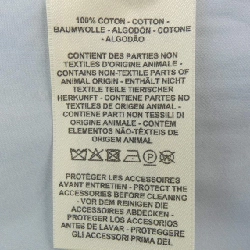 100% COTON - COTTON -
BAUMWOLLE - ALGODÓN - COTONE
- ALGODÃO
CONTIENT DES PARTIES NON
TEXTILES D'ORIGINE ANIMALE -
CONTAINS NON-TEXTILE PARTS OF
ANIMAL ORIGIN - ENTHÄLT NICHT
TEXTILE TEILE TIERISCHER
HERKUNFT - CONTIENE PARTES
NO TEXTILES DE ORIGEN ANIMAL
- CONTIENE PARTI NON TESSILI DI
ORIGINE ANIMALE - CONTÉM
ELEMENTOS NÃO-TÊXTEIS DE
ORIGEM ANIMAL
PROTÉGER LES ACCESSOIRES
AVANT ENTRETIEN - PROTECT THE
ACCESSORIES BEFORE CLEANING
- VOR DEM REINIGEN DIE
ACCESSOIRES ABDECKEN -
PROTEGER LOS ACCESORIOS
ANTES DE LAVAR - PROTEGGERE
GLI ACCESSORI PRIMA DEL